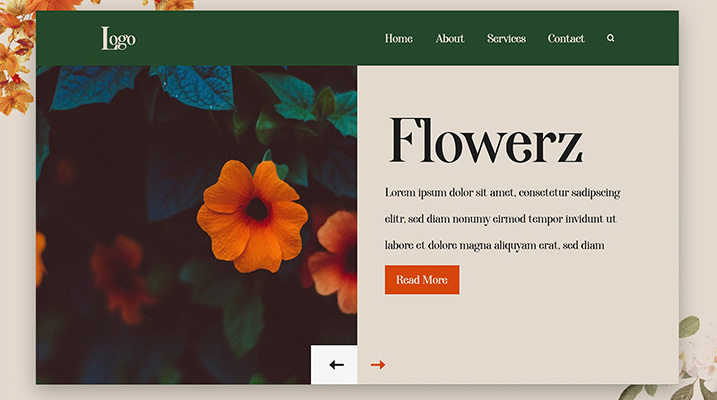 Logo
Home About Services Contact
Flowerz
Lorem ipsum dolor sit amet, consetetur sadipscing
elitr, sed diam nonumy eirmod tempor invidunt ut
labore et dolore magna aliquyam erat, sed diam
Read More